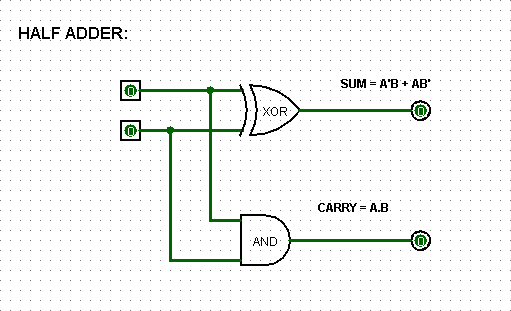 HALF ADDER:
SUM = A'B + AB'
0
XOR
0
0
CARRY = A.B
AND
0